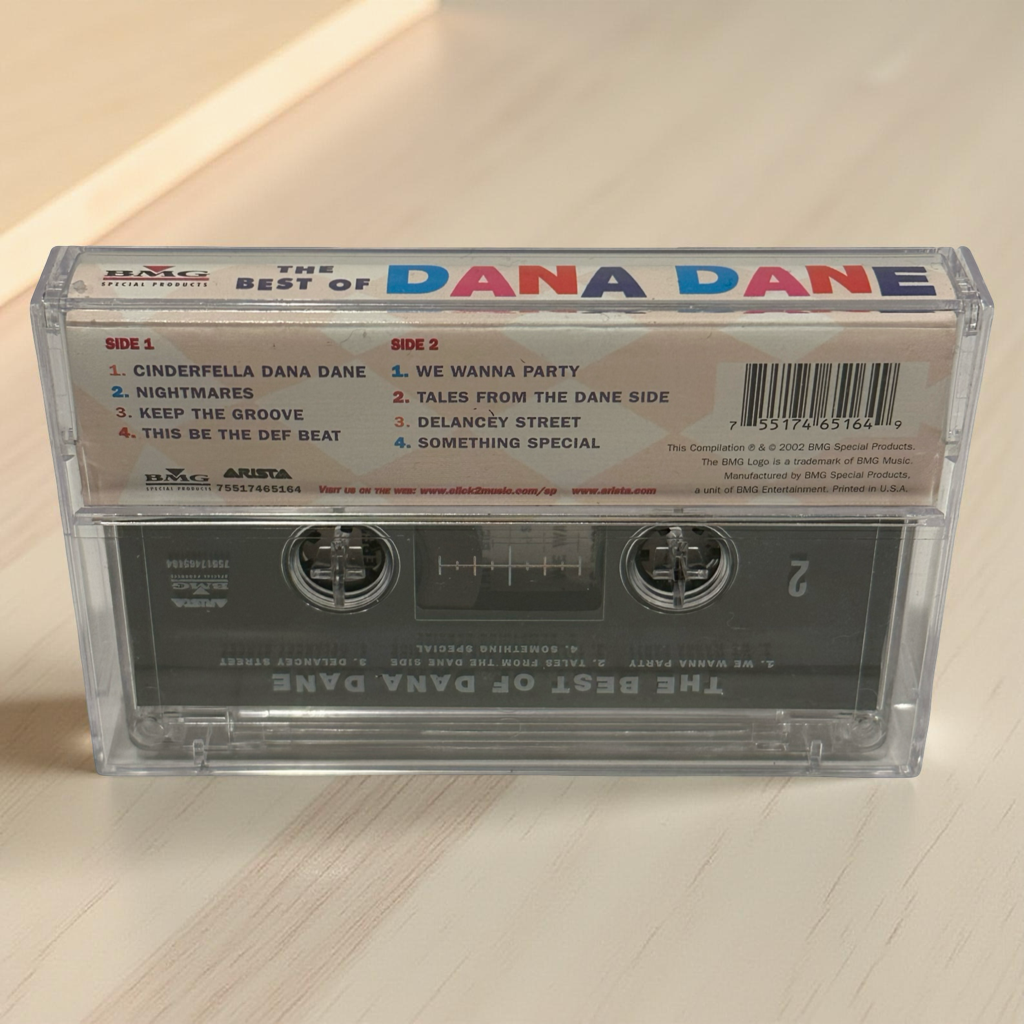 BMG
SPECIAL PRODUCTS
THE
BEST OF
DANA DANE
SIDE 1
1. CINDERFELLA DANA DANE
2. NIGHTMARES
3. KEEP THE GROOVE
4. THIS BE THE DEF BEAT
SIDE 2
1. WE WANNA PARTY
2. TALES FROM THE DANE SIDE
3. DELANCEY STREET
4. SOMETHING SPECIAL
7 55174 65164 9
This Compilation ℗ & © 2002 BMG Special Products.
The BMG Logo is a trademark of BMG Music.
Manufactured by BMG Special Products,
a unit of BMG Entertainment. Printed in U.S.A.
BMG
SPECIAL PRODUCTS
ARISTA
75517465164
VISIT US ON THE WEB: www.click2music.com/sp www.arista.com
THE BEST OF DANA DANE
1. WE WANNA PARTY 2. TALES FROM THE DANE SIDE 3. DELANCEY STREET
4. SOMETHING SPECIAL
2
ARISTA
BMG
SPECIAL PRODUCTS